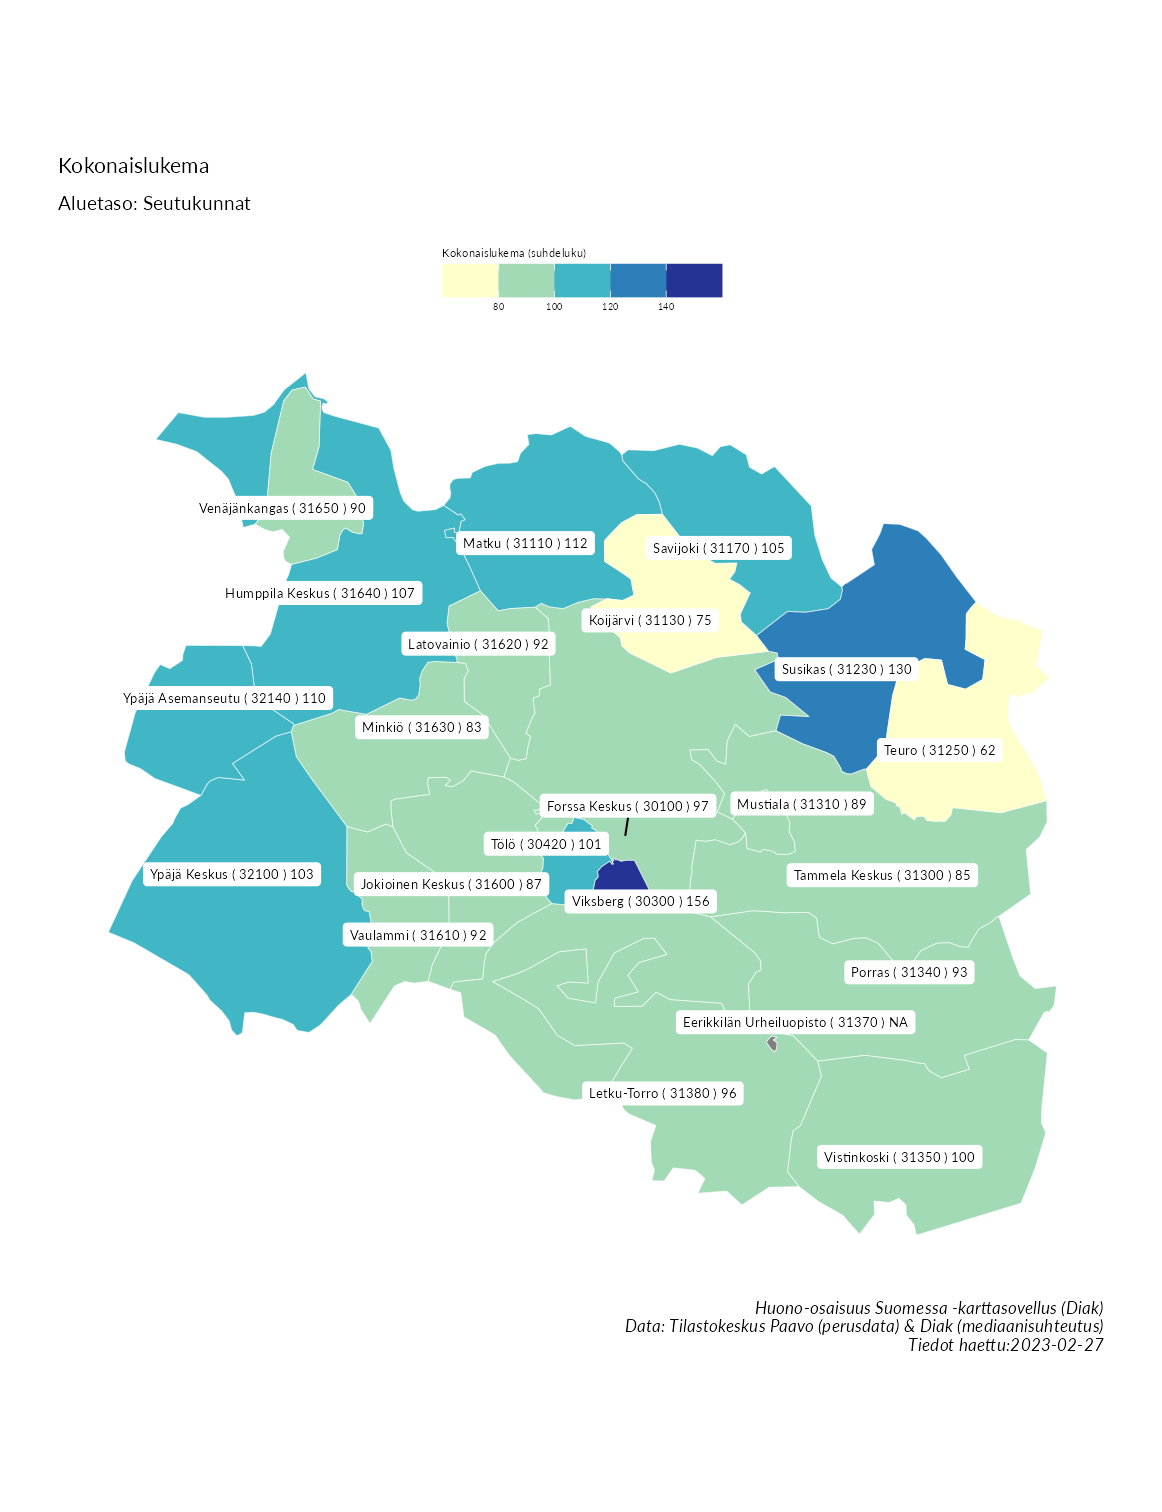 Kokonaislukema
Aluetaso: Seutukunnat
Kokonaislukema (suhdeluku)
80 100 120 140
Venäjänkangas ( 31650 ) 90
Matku ( 31110 ) 112
Savijoki ( 31170 ) 105
Humppila Keskus ( 31640 ) 107
Koijärvi ( 31130 ) 75
Latovainio ( 31620 ) 92
Susikas ( 31230 ) 130
Ypäjä Asemanseutu ( 32140 ) 110
Minkiö ( 31630 ) 83
Teuro ( 31250 ) 62
Forssa Keskus ( 30100 ) 97
Mustiala ( 31310 ) 89
Tölö ( 30420 ) 101
Ypäjä Keskus ( 32100 ) 103
Tammela Keskus ( 31300 ) 85
Jokioinen Keskus ( 31600 ) 87
Viksberg ( 30300 ) 156
Vaulammi ( 31610 ) 92
Porras ( 31340 ) 93
Eerikkilän Urheiluopisto ( 31370 ) NA
Letku-Torro ( 31380 ) 96
Vistinkoski ( 31350 ) 100
Huono-osaisuus Suomessa -karttasovellus (Diak)
Data: Tilastokeskus Paavo (perusdata) & Diak (mediaanisuhteutus)
Tiedot haettu:2023-02-27